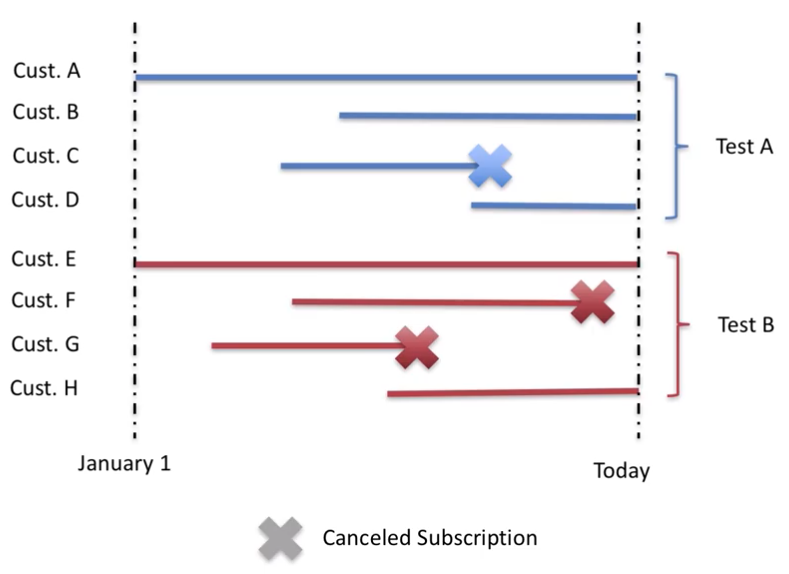 Cust. A
Cust. B
Cust. C
Cust. D
Test A
Cust. E
Cust. F
Cust. G
Cust. H
Test B
January 1
Today
Canceled Subscription